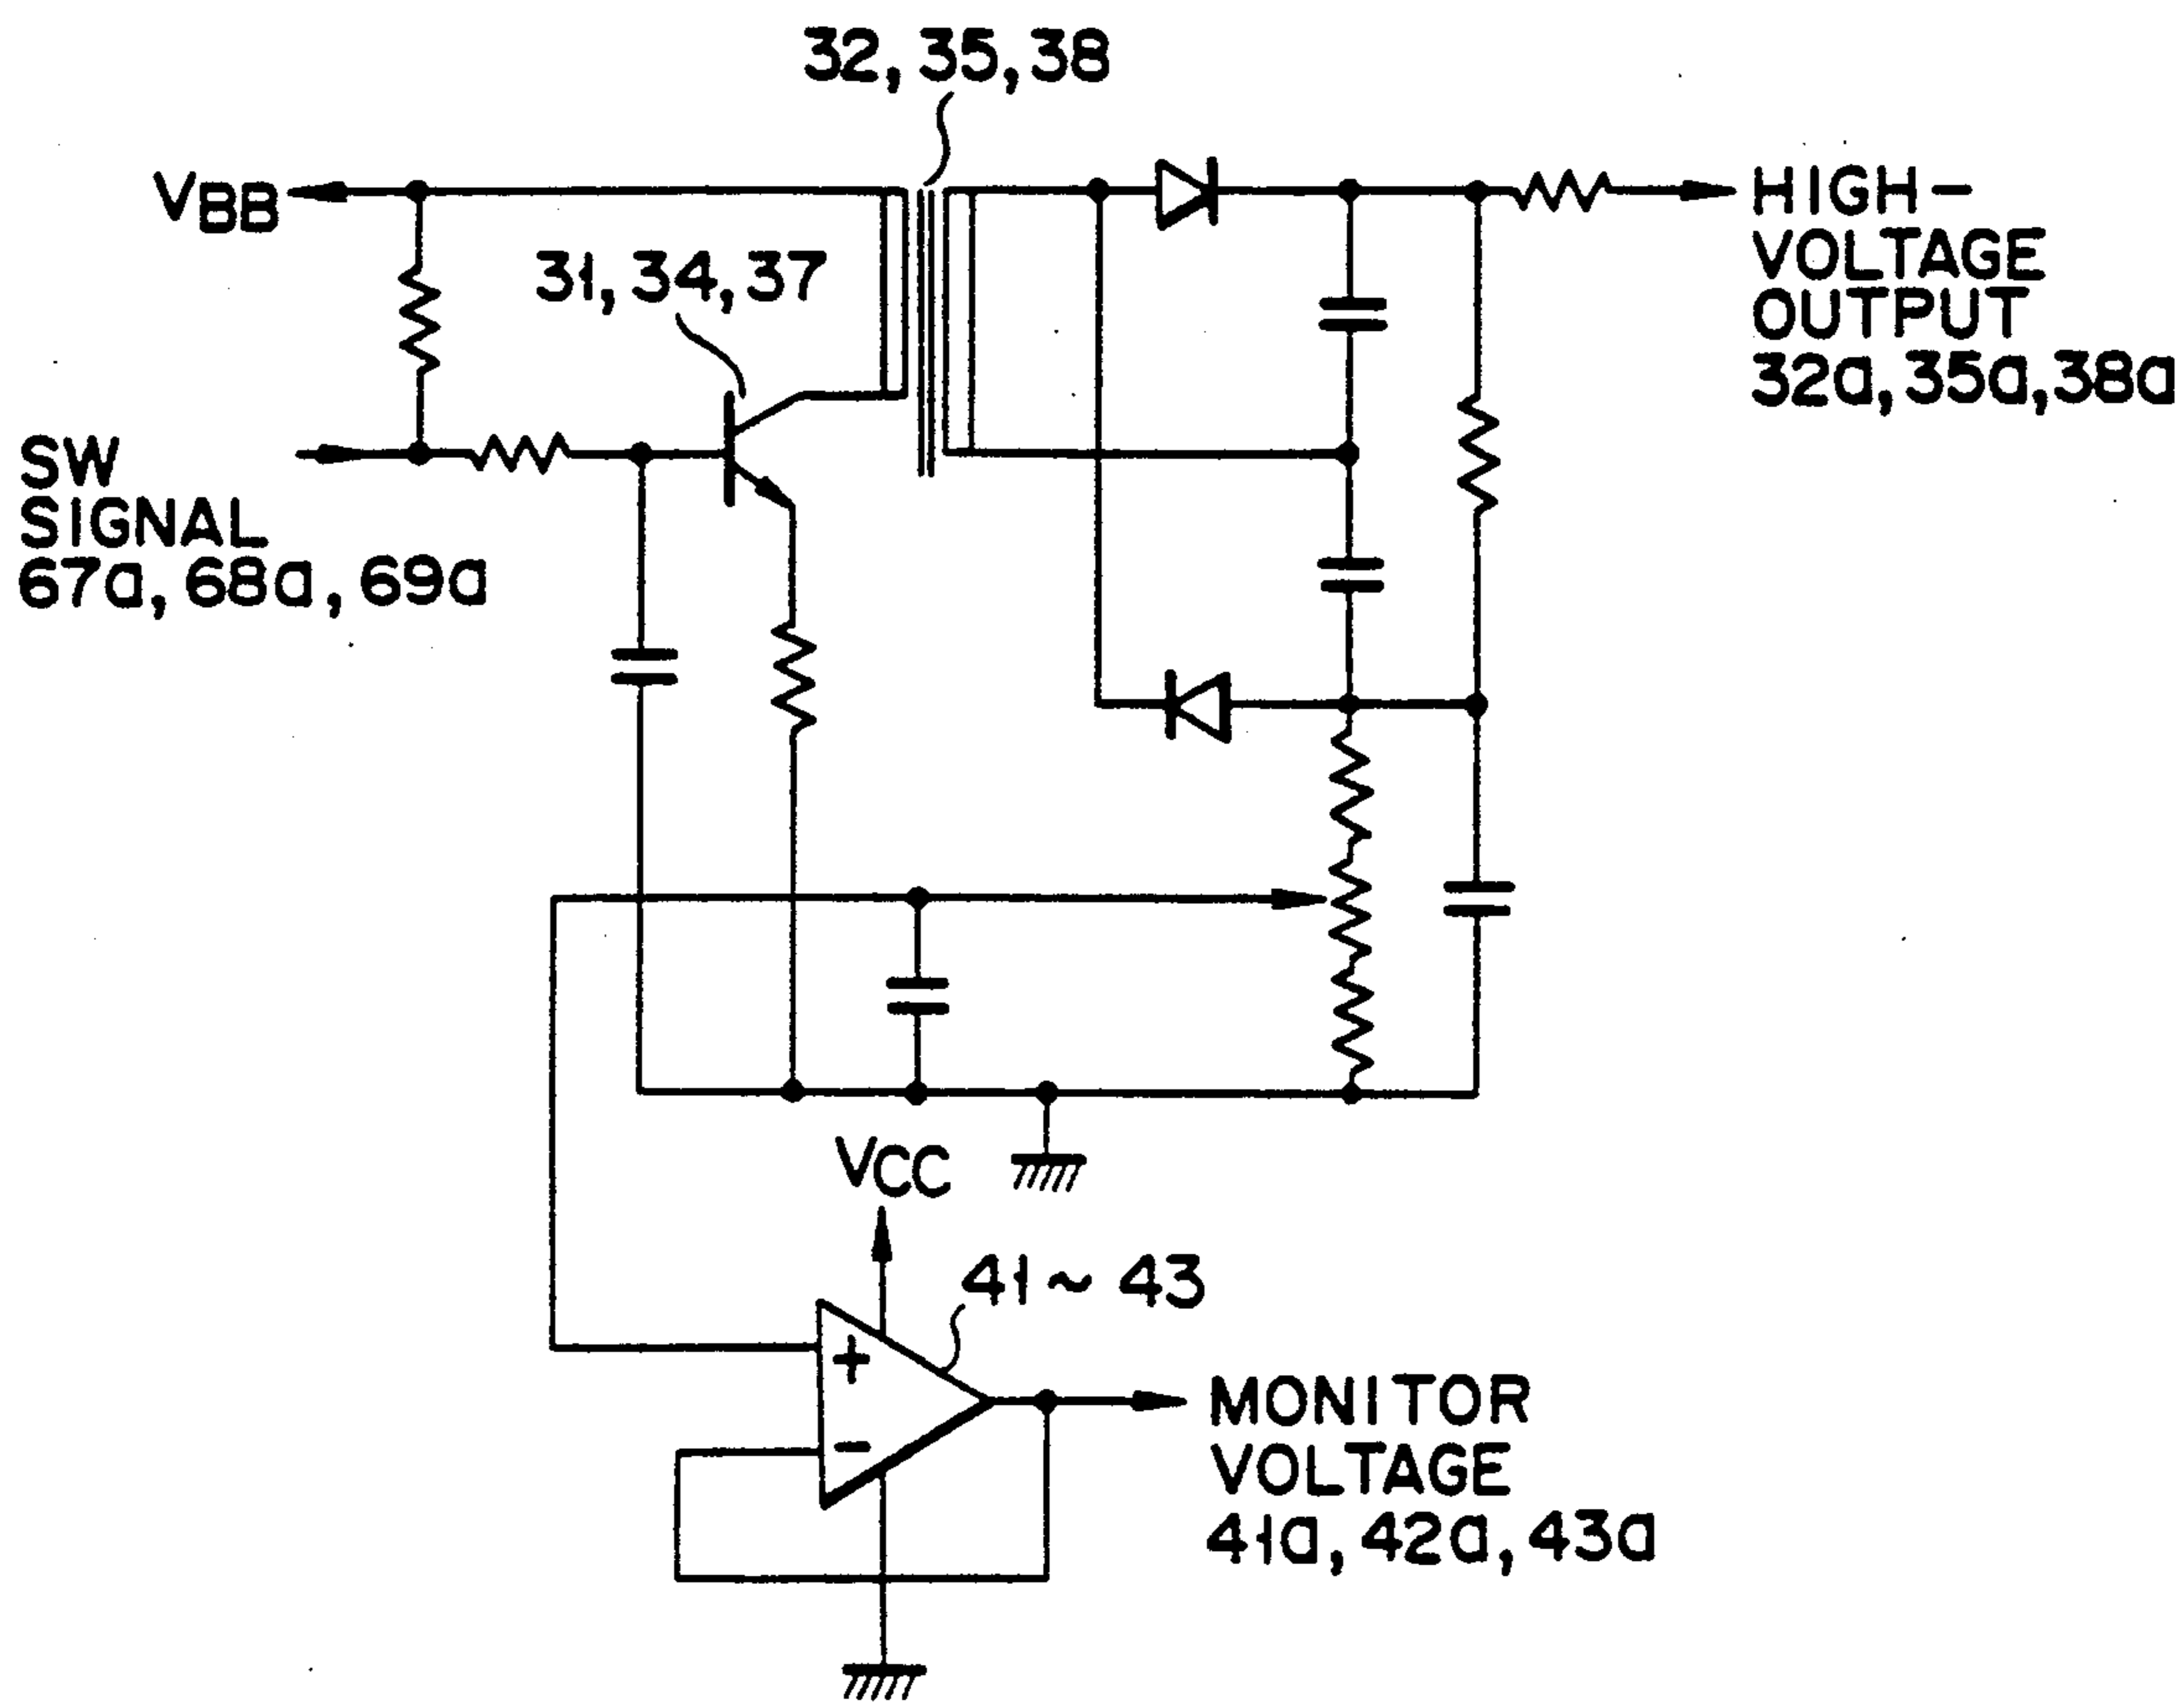 32, 35, 38
VBB
31, 34, 37
HIGH-
VOLTAGE
OUTPUT
32a, 35a, 38a
SW
SIGNAL
67a, 68a, 69a
VCC
41~43
+
-
MONITOR
VOLTAGE
41a, 42a, 43a